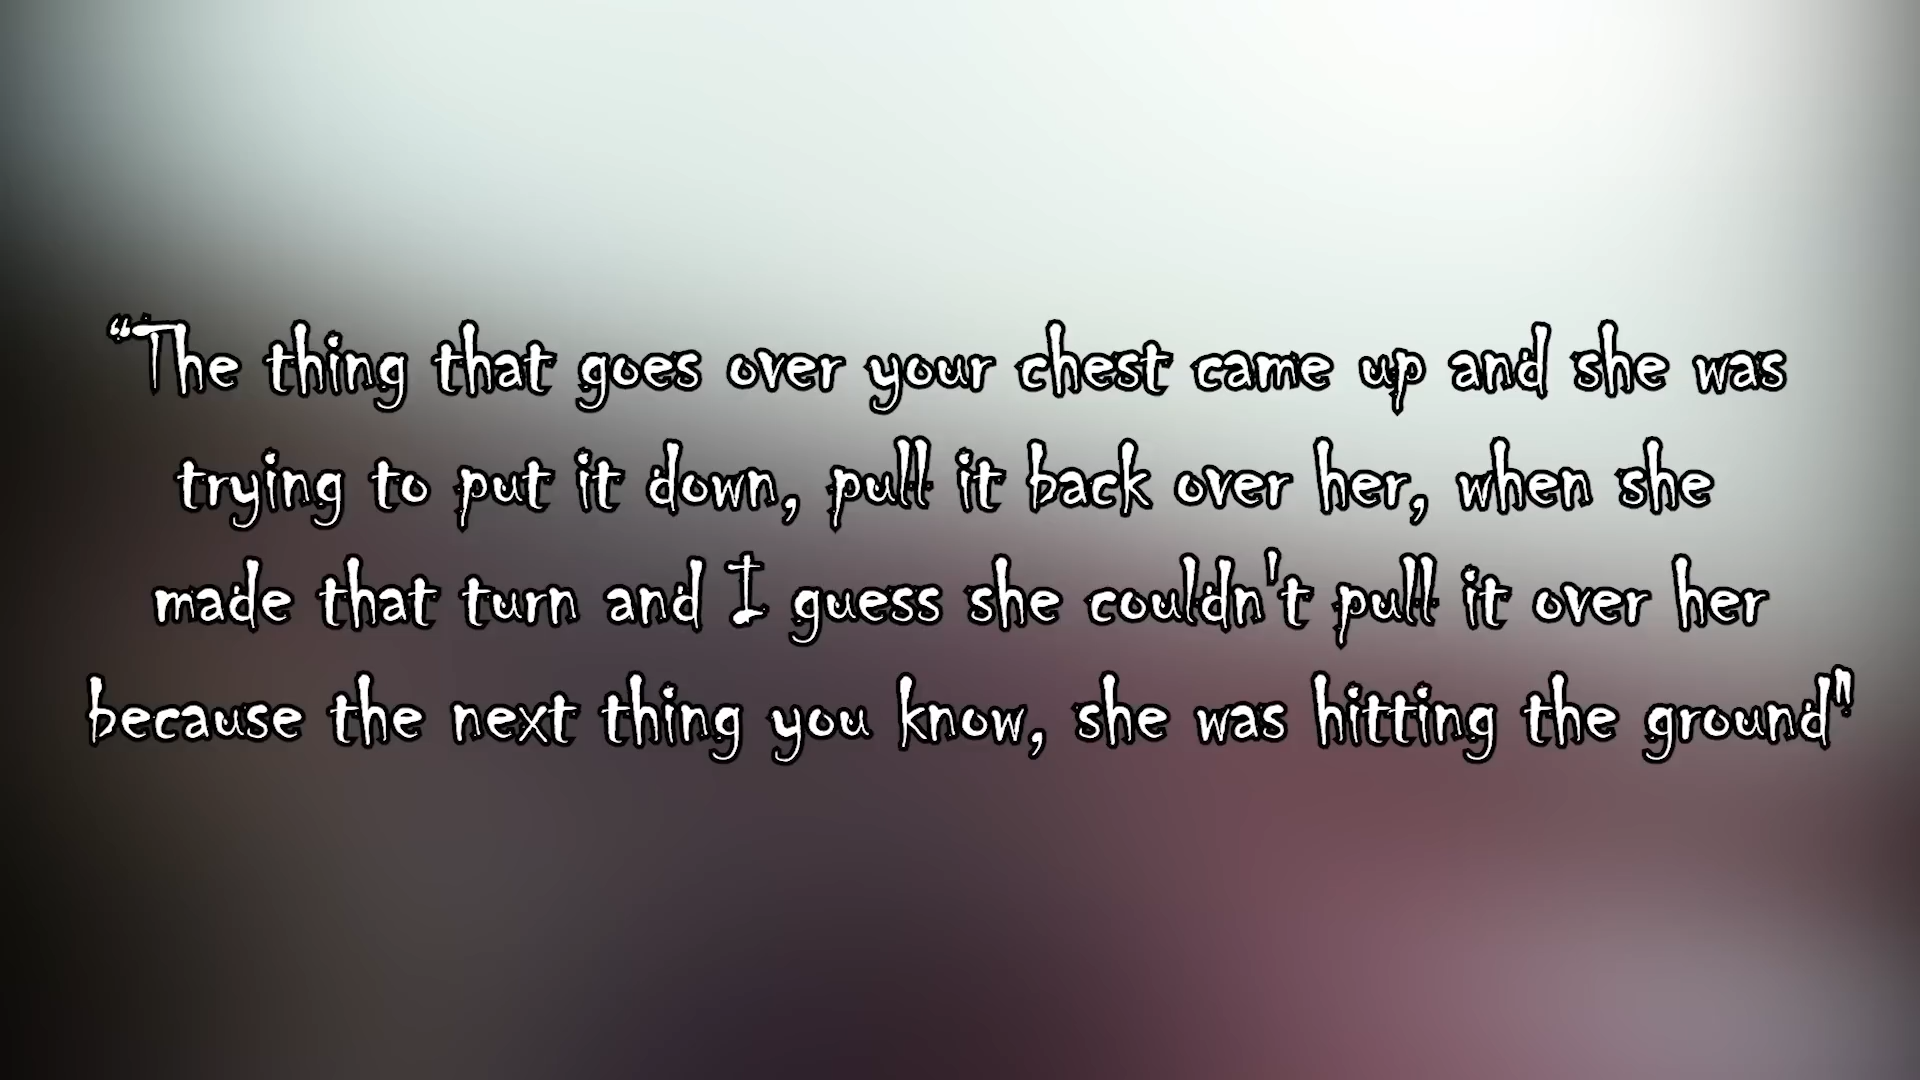 “The thing that goes over your chest came up and she was
trying to put it down, pull it back over her, when she
made that turn and I guess she couldn't pull it over her
because the next thing you know, she was hitting the ground"